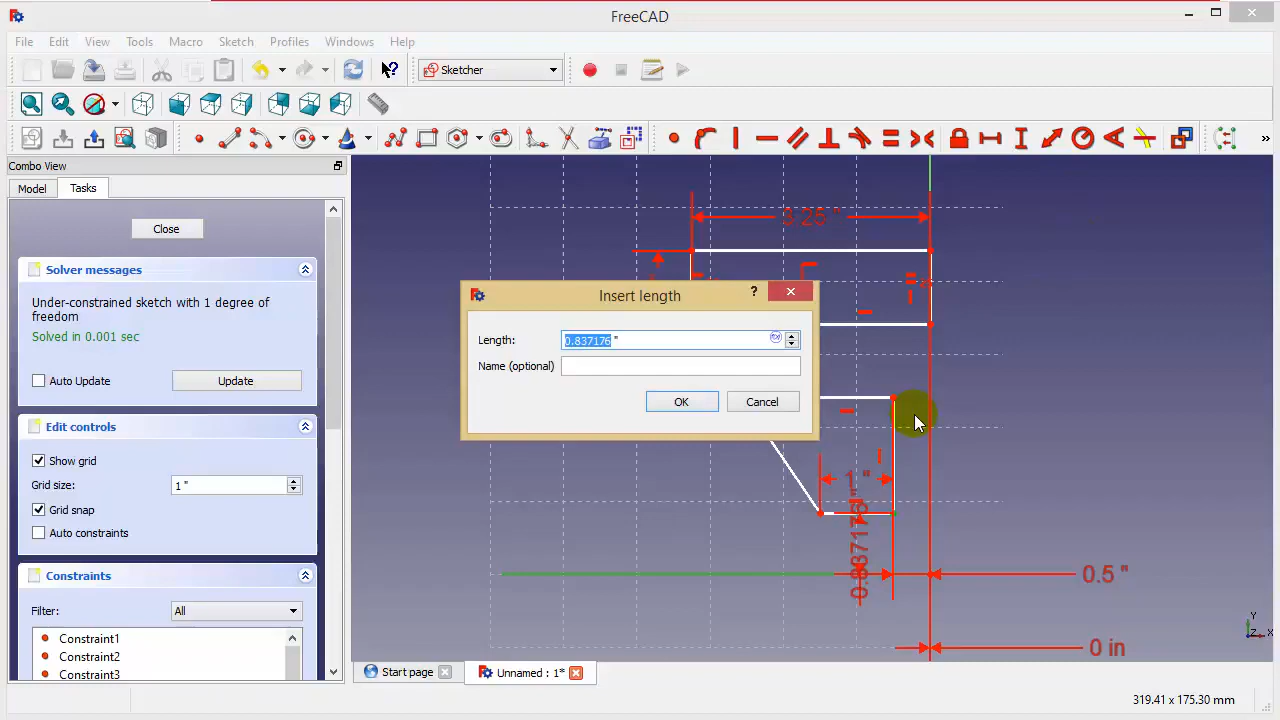 FreeCAD
File Edit View Tools Macro Sketch Profiles Windows Help
Sketcher
Combo View
Model Tasks
Close
Solver messages
Under-constrained sketch with 1 degree of
freedom
Solved in 0.001 sec
Auto Update Update
Edit controls
Show grid
Grid size: 1 "
Grid snap
Auto constraints
Constraints
Filter: All
Constraint1
Constraint2
Constraint3
3.25 "
Insert length
?
Length: 0.837176 "
Name (optional)
OK Cancel
1 "
0.837176 "
0.5 "
0 in
Y
Z X
Start page Unnamed : 1*
319.41 x 175.30 mm